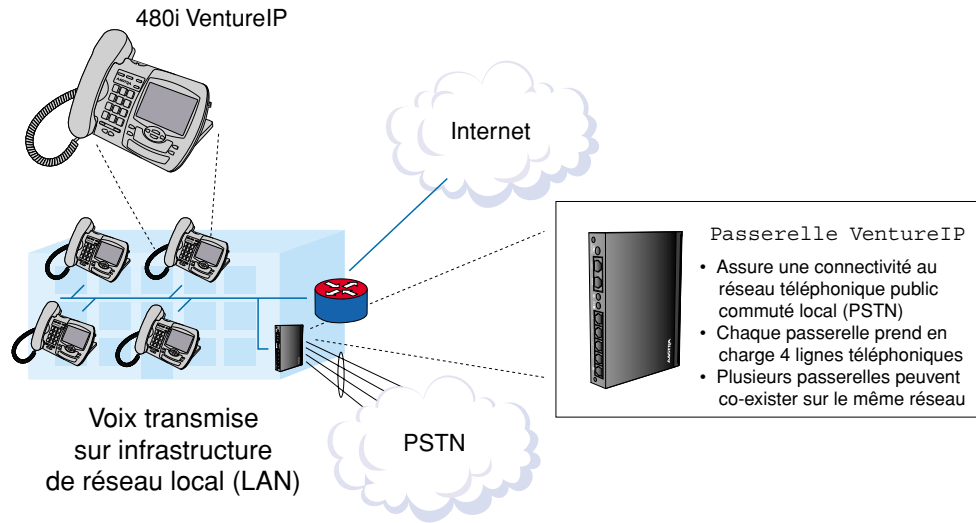 480i VentureIP
Internet
Passerelle VentureIP
• Assure une connectivité au
réseau téléphonique public
commuté local (PSTN)
• Chaque passerelle prend en
charge 4 lignes téléphoniques
• Plusieurs passerelles peuvent
co-exister sur le même réseau
AASTRA
Voix transmise
sur infrastructure
de réseau local (LAN)
PSTN